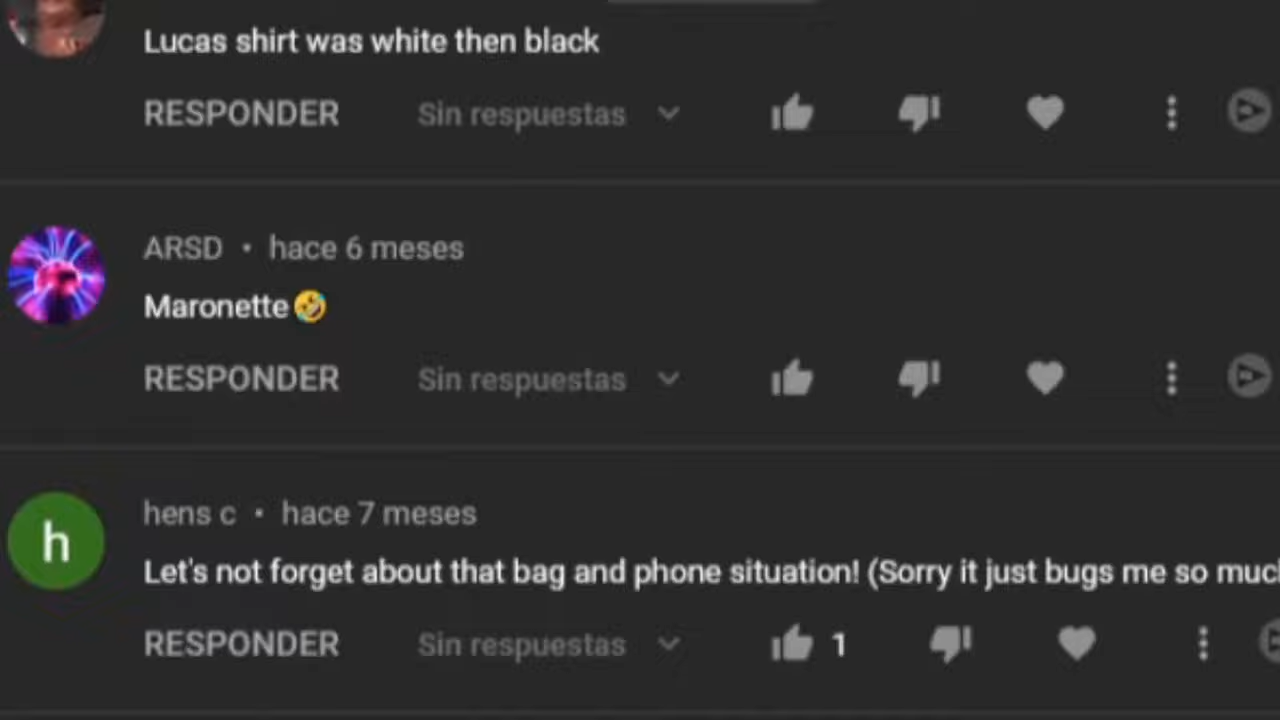 Lucas shirt was white then black
RESPONDER Sin respuestas
ARSD • hace 6 meses
Maronette🤣
RESPONDER Sin respuestas
h
hens c • hace 7 meses
Let's not forget about that bag and phone situation! (Sorry it just bugs me so
RESPONDER Sin respuestas 1